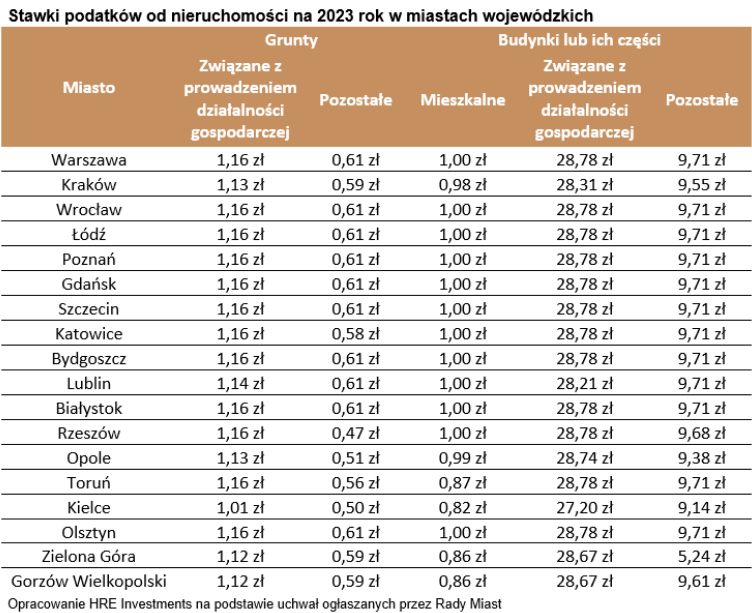 Stawki podatków od nieruchomości na 2023 rok w miastach wojewódzkich
Grunty Budynki lub ich części
Miasto Związane z prowadzeniem działalności gospodarczej Pozostałe Mieszkalne Związane z prowadzeniem działalności gospodarczej Pozostałe
Warszawa 1,16 zł 0,61 zł 1,00 zł 28,78 zł 9,71 zł
Kraków 1,13 zł 0,59 zł 0,98 zł 28,31 zł 9,55 zł
Wrocław 1,16 zł 0,61 zł 1,00 zł 28,78 zł 9,71 zł
Łódź 1,16 zł 0,61 zł 1,00 zł 28,78 zł 9,71 zł
Poznań 1,16 zł 0,61 zł 1,00 zł 28,78 zł 9,71 zł
Gdańsk 1,16 zł 0,61 zł 1,00 zł 28,78 zł 9,71 zł
Szczecin 1,16 zł 0,61 zł 1,00 zł 28,78 zł 9,71 zł
Katowice 1,16 zł 0,58 zł 1,00 zł 28,78 zł 9,71 zł
Bydgoszcz 1,16 zł 0,61 zł 1,00 zł 28,78 zł 9,71 zł
Lublin 1,14 zł 0,61 zł 1,00 zł 28,21 zł 9,71 zł
Białystok 1,16 zł 0,61 zł 1,00 zł 28,78 zł 9,71 zł
Rzeszów 1,16 zł 0,47 zł 1,00 zł 28,78 zł 9,68 zł
Opole 1,13 zł 0,51 zł 0,99 zł 28,74 zł 9,38 zł
Toruń 1,16 zł 0,56 zł 0,87 zł 28,78 zł 9,71 zł
Kielce 1,01 zł 0,50 zł 0,82 zł 27,20 zł 9,14 zł
Olsztyn 1,16 zł 0,61 zł 1,00 zł 28,78 zł 9,71 zł
Zielona Góra 1,12 zł 0,59 zł 0,86 zł 28,67 zł 5,24 zł
Gorzów Wielkopolski 1,12 zł 0,59 zł 0,86 zł 28,67 zł 9,61 zł
Opracowanie HRE Investments na podstawie uchwał ogłaszanych przez Rady Miast